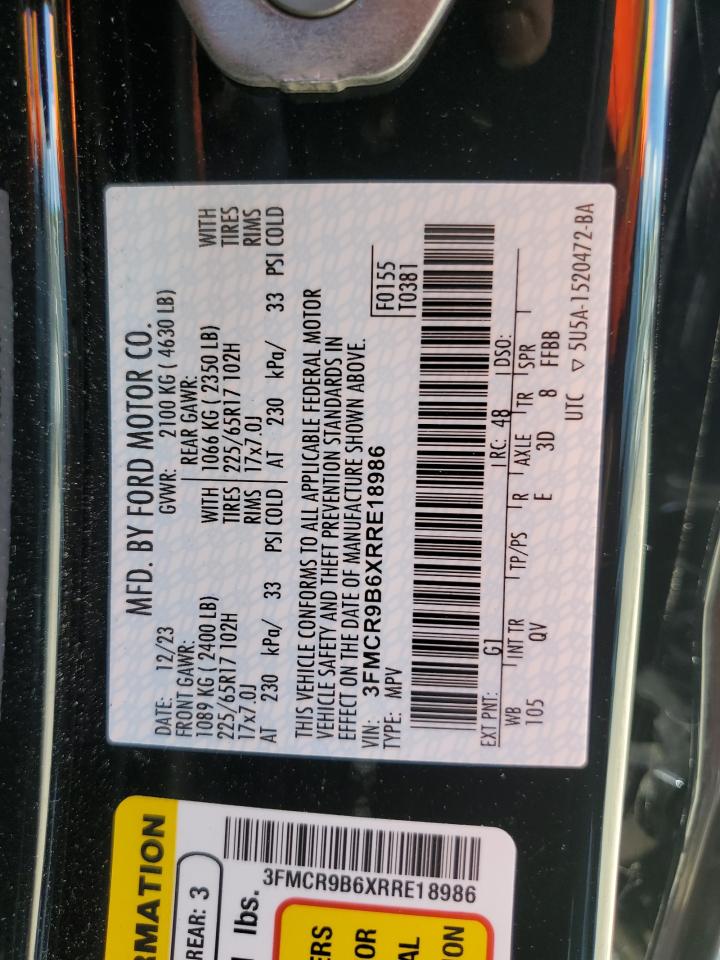 MFD. BY FORD MOTOR CO.
DATE: 12/23 GVWR: 2100 KG ( 4630 LB)
FRONT GAWR: REAR GAWR:
1089 KG ( 2400 LB) WITH 1066 KG ( 2350 LB) WITH
225/65R17 102H TIRES 225/65R17 102H TIRES
17x7.0J RIMS 17x7.0J RIMS
AT 230 kPa/ 33 PSI COLD AT 230 kPa/ 33 PSI COLD
THIS VEHICLE CONFORMS TO ALL APPLICABLE FEDERAL MOTOR
VEHICLE SAFETY AND THEFT PREVENTION STANDARDS IN
EFFECT ON THE DATE OF MANUFACTURE SHOWN ABOVE.
VIN: 3FMCR9B6XRRE18986 F0155
TYPE: MPV T0381
EXT PNT: G1 RC: 48 DSO:
WB INT TR TP/PS R AXLE TR SPR
105 QV E 3D 8 FFBB
UTC ▽ 5U5A-1520472-BA
RMATION
REAR: 3
lbs.
3FMCR9B6XRRE18986
ERS
OR
AL
ON